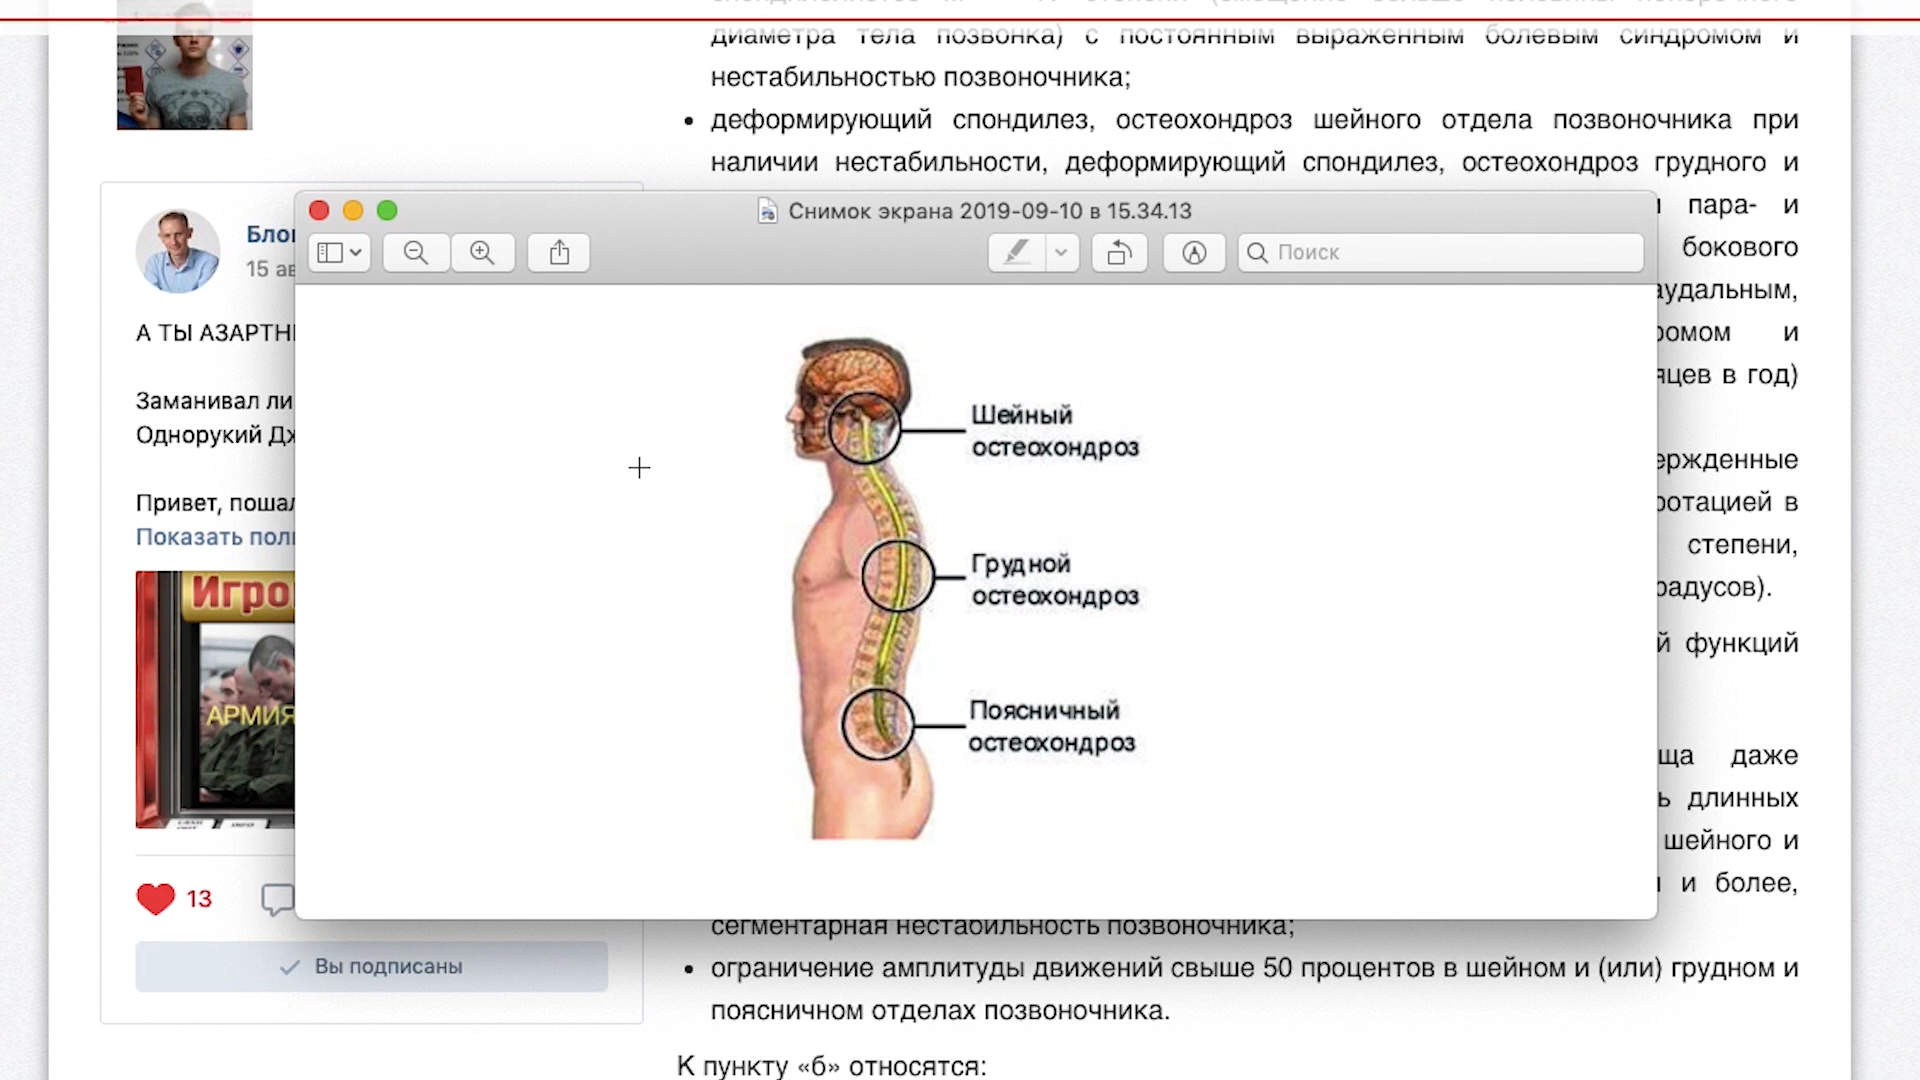 диаметра тела позвонка) с постоянным выраженным болевым синдромом и
нестабильностью позвоночника;
• деформирующий спондилез, остеохондроз шейного отдела позвоночника при
наличии нестабильности, деформирующий спондилез, остеохондроз грудного и
пара- и
бокового
ромом и
яцев в год)
ержденные
ротацией в
степени,
радусов).
й функций
ща даже
ь длинных
шейного и
и более,
сегментарная нестабильность позвоночника;
• ограничение амплитуды движений свыше 50 процентов в шейном и (или) грудном и
поясничном отделах позвоночника.
К пункту «б» относятся:
Снимок экрана 2019-09-10 в 15.34.13
Поиск
Шейный
остеохондроз
Грудной
остеохондроз
Поясничный
остеохондроз
Бло
15 ав
А ТЫ АЗАРТН
Заманивал ли
Однорукий Дж
Привет, пошал
Показать пол
Игро
АРМИЯ
13
Вы подписаны